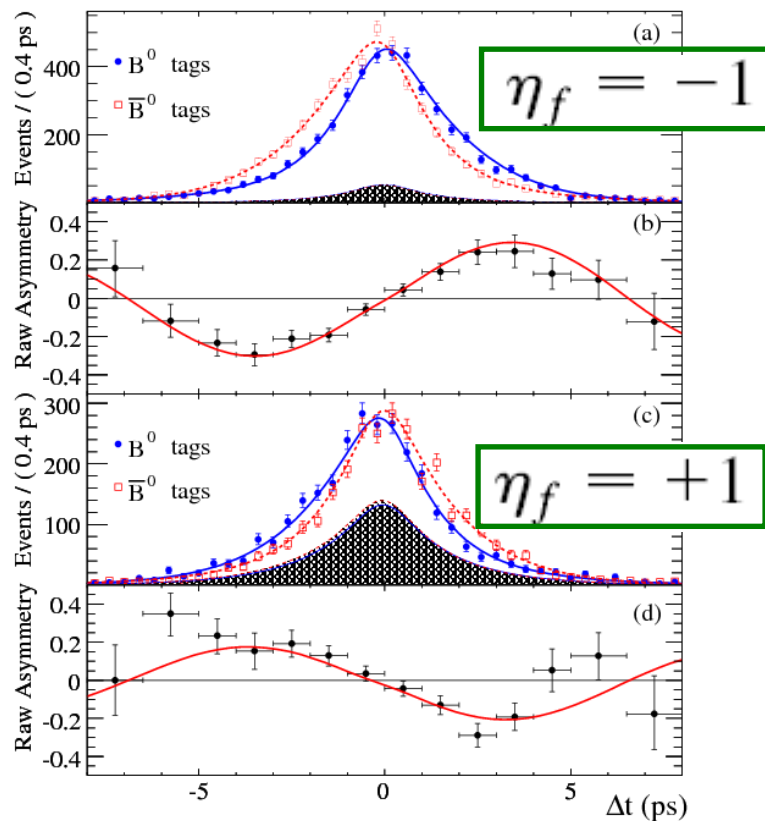 Events / ( 0.4 ps )
400
200
B⁰ tags
B̅⁰ tags
(a)
η_f = −1
Raw Asymmetry
0.4
0.2
0
-0.2
-0.4
(b)
Events / ( 0.4 ps )
300
200
100
B⁰ tags
B̅⁰ tags
(c)
η_f = +1
Raw Asymmetry
0.4
0.2
0
-0.2
-0.4
(d)
-5
0
5
Δt (ps)